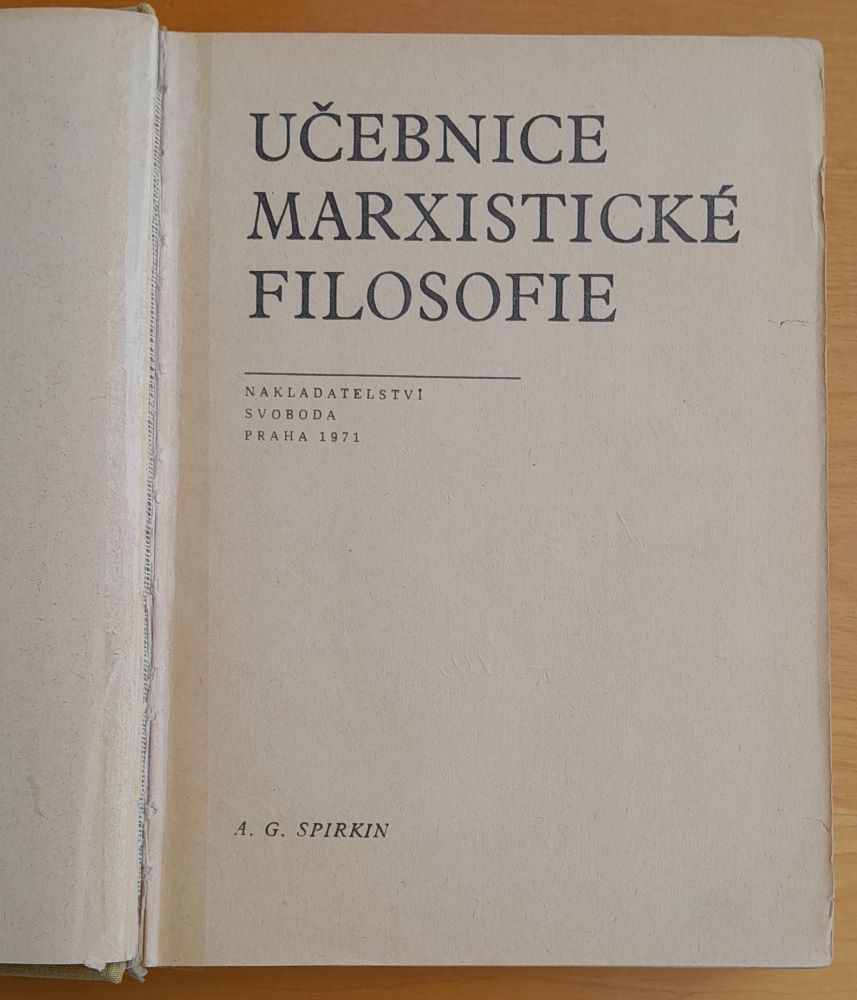 UČEBNICE
MARXISTICKÉ
FILOSOFIE
NAKLADATELSTVÍ
SVOBODA
PRAHA 1971
A. G. SPIRKIN